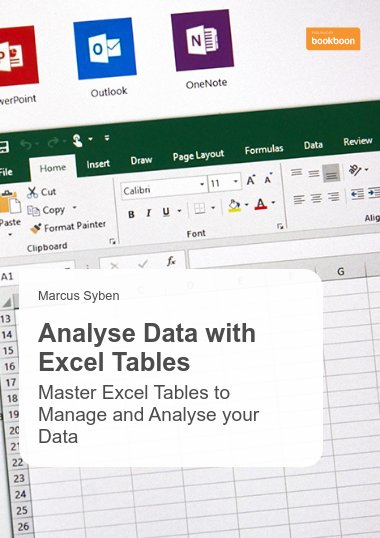 bookboon
PowerPoint
Outlook
OneNote
File
Home
Insert
Draw
Page Layout
Formulas
Data
Review
Paste
Cut
Copy
Format Painter
Clipboard
Calibri
11
A
A
B I U
A
Font
A1
fx
G
Marcus Syben
Analyse Data with
Excel Tables
Master Excel Tables to
Manage and Analyse your
Data
13
14
15
16
17
18
19
20
21
22
23
24
25
26